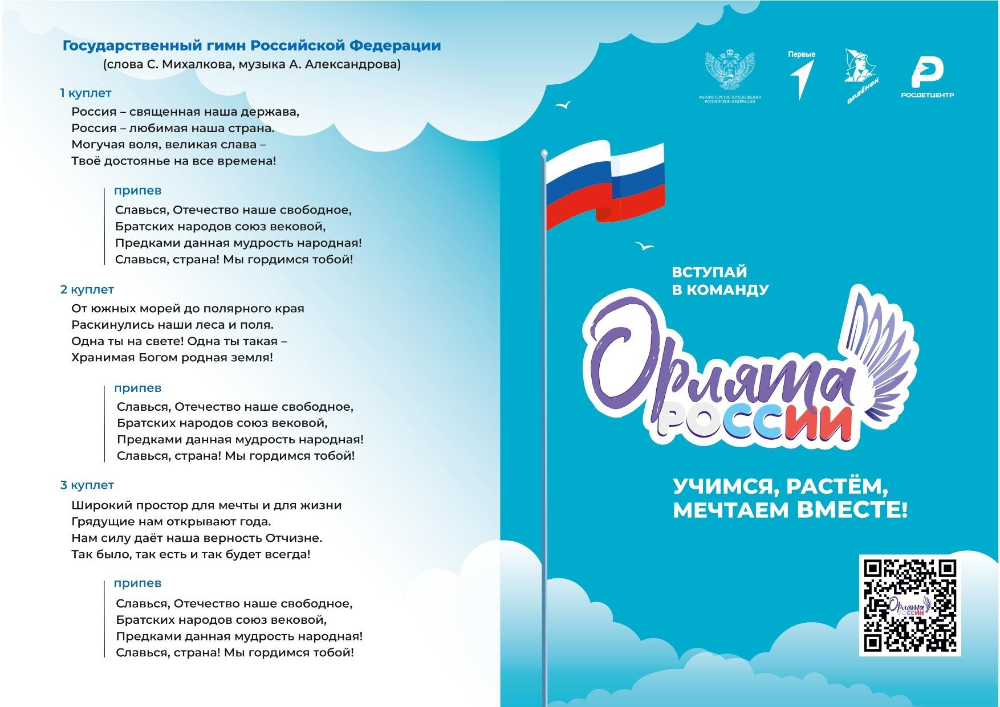 Государственный гимн Российской Федерации
(слова С. Михалкова, музыка А. Александрова)
1 куплет
Россия – священная наша держава,
Россия – любимая наша страна.
Могучая воля, великая слава –
Твоё достоянье на все времена!
припев
Славься, Отечество наше свободное,
Братских народов союз вековой,
Предками данная мудрость народная!
Славься, страна! Мы гордимся тобой!
2 куплет
От южных морей до полярного края
Раскинулись наши леса и поля.
Одна ты на свете! Одна ты такая –
Хранимая Богом родная земля!
припев
Славься, Отечество наше свободное,
Братских народов союз вековой,
Предками данная мудрость народная!
Славься, страна! Мы гордимся тобой!
3 куплет
Широкий простор для мечты и для жизни
Грядущие нам открывают года.
Нам силу даёт наша верность Отчизне.
Так было, так есть и так будет всегда!
припев
Славься, Отечество наше свободное,
Братских народов союз вековой,
Предками данная мудрость народная!
Славься, страна! Мы гордимся тобой!
МИНИСТЕРСТВО ПРОСВЕЩЕНИЯ
РОССИЙСКОЙ ФЕДЕРАЦИИ
Первые
ОРЛЁНОК
РОСДЕТЦЕНТР
ВСТУПАЙ
В КОМАНДУ
Орлята
РОССИИ
УЧИМСЯ, РАСТЁМ,
МЕЧТАЕМ ВМЕСТЕ!
Орлята
РОССИИ